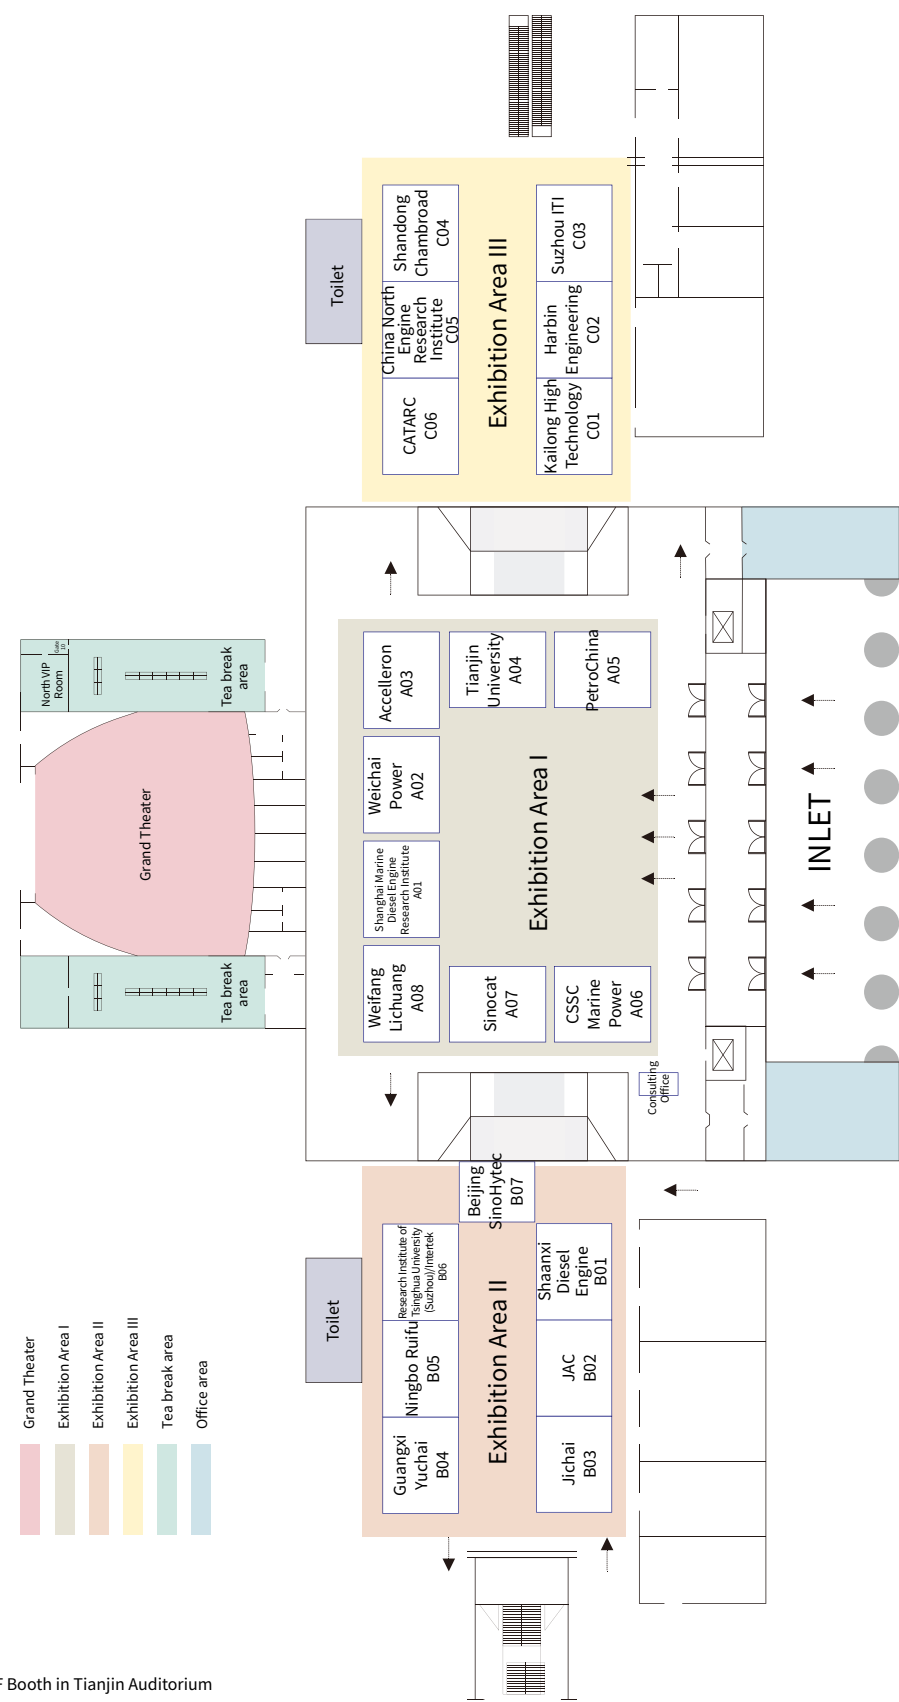 Toilet
Shandong
Chambroad
C04
China North
Engine
Research
Institute
C05
CATARC
C06
Exhibition Area III
Suzhou ITI
C03
Harbin
Engineering
C02
Kailong High
Technology
C01
North VIP
Room
Gate
10
Tea break
area
Grand Theater
Tea break
area
Accelleron
A03
Tianjin
University
A04
PetroChina
A05
Weichai
Power
A02
Shanghai Marine
Diesel Engine
Research Institute
A01
Exhibition Area I
Weifang
Lichuang
A08
Sinocat
A07
CSSC
Marine
Power
A06
INLET
Consulting
Office
Beijing
SinoHytec
B07
Toilet
Research Institute of
Tsinghua University
(Suzhou)/Intertek
B06
Ningbo Ruifu
B05
Guangxi
Yuchai
B04
Exhibition Area II
Shaanxi
Diesel
Engine
B01
JAC
B02
Jichai
B03
Grand Theater
Exhibition Area I
Exhibition Area II
Exhibition Area III
Tea break area
Office area
Booth in Tianjin Auditorium